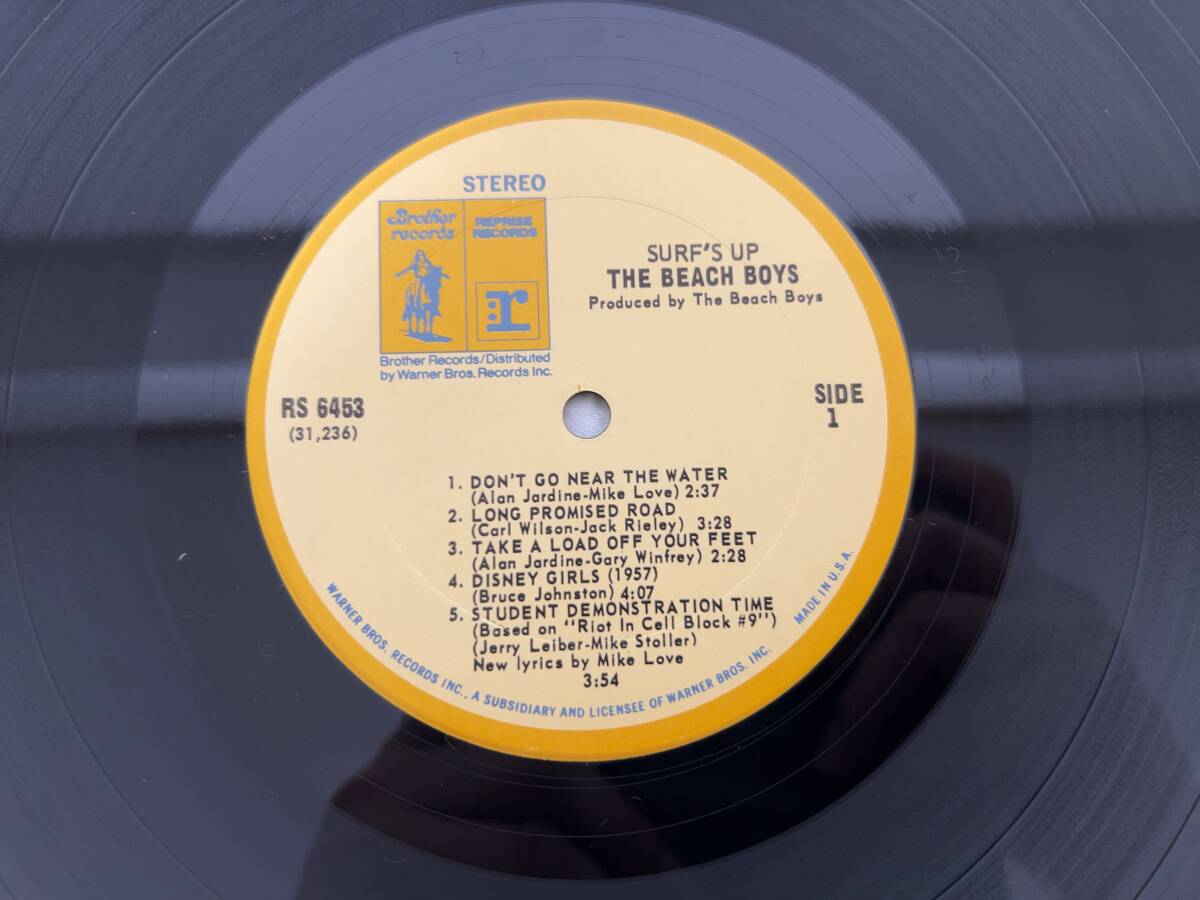 STEREO
Brother
records
REPRISE
RECORDS
r
Brother Records/Distributed
by Warner Bros. Records Inc.
SURF'S UP
THE BEACH BOYS
Produced by The Beach Boys
RS 6453
(31,236)
SIDE
1
1. DON'T GO NEAR THE WATER
(Alan Jardine-Mike Love) 2:37
2. LONG PROMISED ROAD
(Carl Wilson-Jack Rieley) 3:28
3. TAKE A LOAD OFF YOUR FEET
(Alan Jardine-Gary Winfrey) 2:28
4. DISNEY GIRLS (1957)
(Bruce Johnston) 4:07
5. STUDENT DEMONSTRATION TIME
(Based on "Riot In Cell Block #9")
(Jerry Leiber-Mike Stoller)
New lyrics by Mike Love
3:54
WARNER BROS. RECORDS INC., A SUBSIDIARY AND LICENSEE OF WARNER BROS. INC.
MADE IN U.S.A.